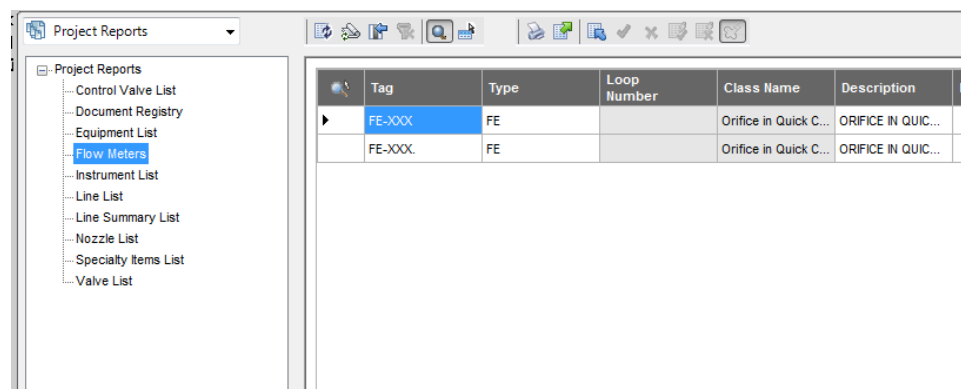 Project Reports
Project Reports
Control Valve List
Document Registry
Equipment List
Flow Meters
Instrument List
Line List
Line Summary List
Nozzle List
Specialty Items List
Valve List
Tag Type Loop Number Class Name Description
FE-XXX FE Orifice in Quick C... ORIFICE IN QUIC...
FE-XXX. FE Orifice in Quick C... ORIFICE IN QUIC...